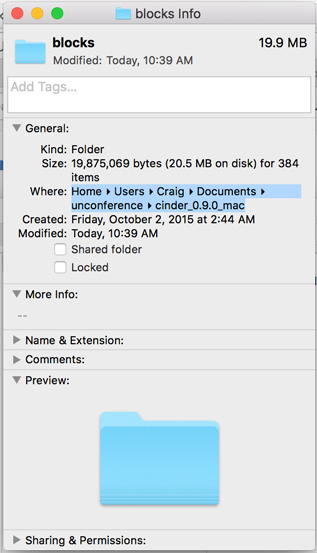 blocks Info
blocks 19.9 MB
Modified: Today, 10:39 AM
Add Tags...
General:
Kind: Folder
Size: 19,875,069 bytes (20.5 MB on disk) for 384
items
Where: Home ▸ Users ▸ Craig ▸ Documents ▸
unconference ▸ cinder_0.9.0_mac
Created: Friday, October 2, 2015 at 2:44 AM
Modified: Today, 10:39 AM
Shared folder
Locked
More Info:
--
Name & Extension:
Comments:
Preview:
Sharing & Permissions: